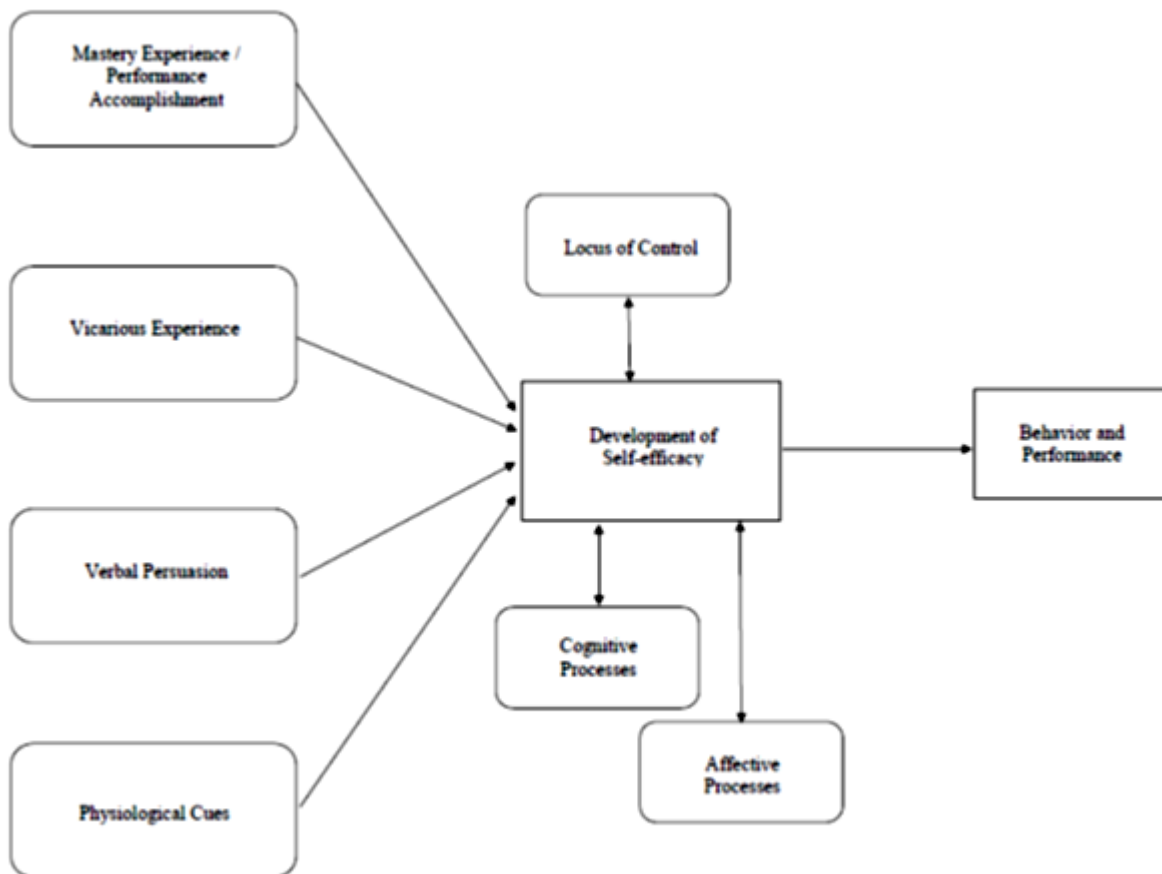 Mastery Experience /
Performance
Accomplishment
Vicarious Experience
Verbal Persuasion
Physiological Cues
Locus of Control
Development of
Self-efficacy
Cognitive
Processes
Affective
Processes
Behavior and
Performance